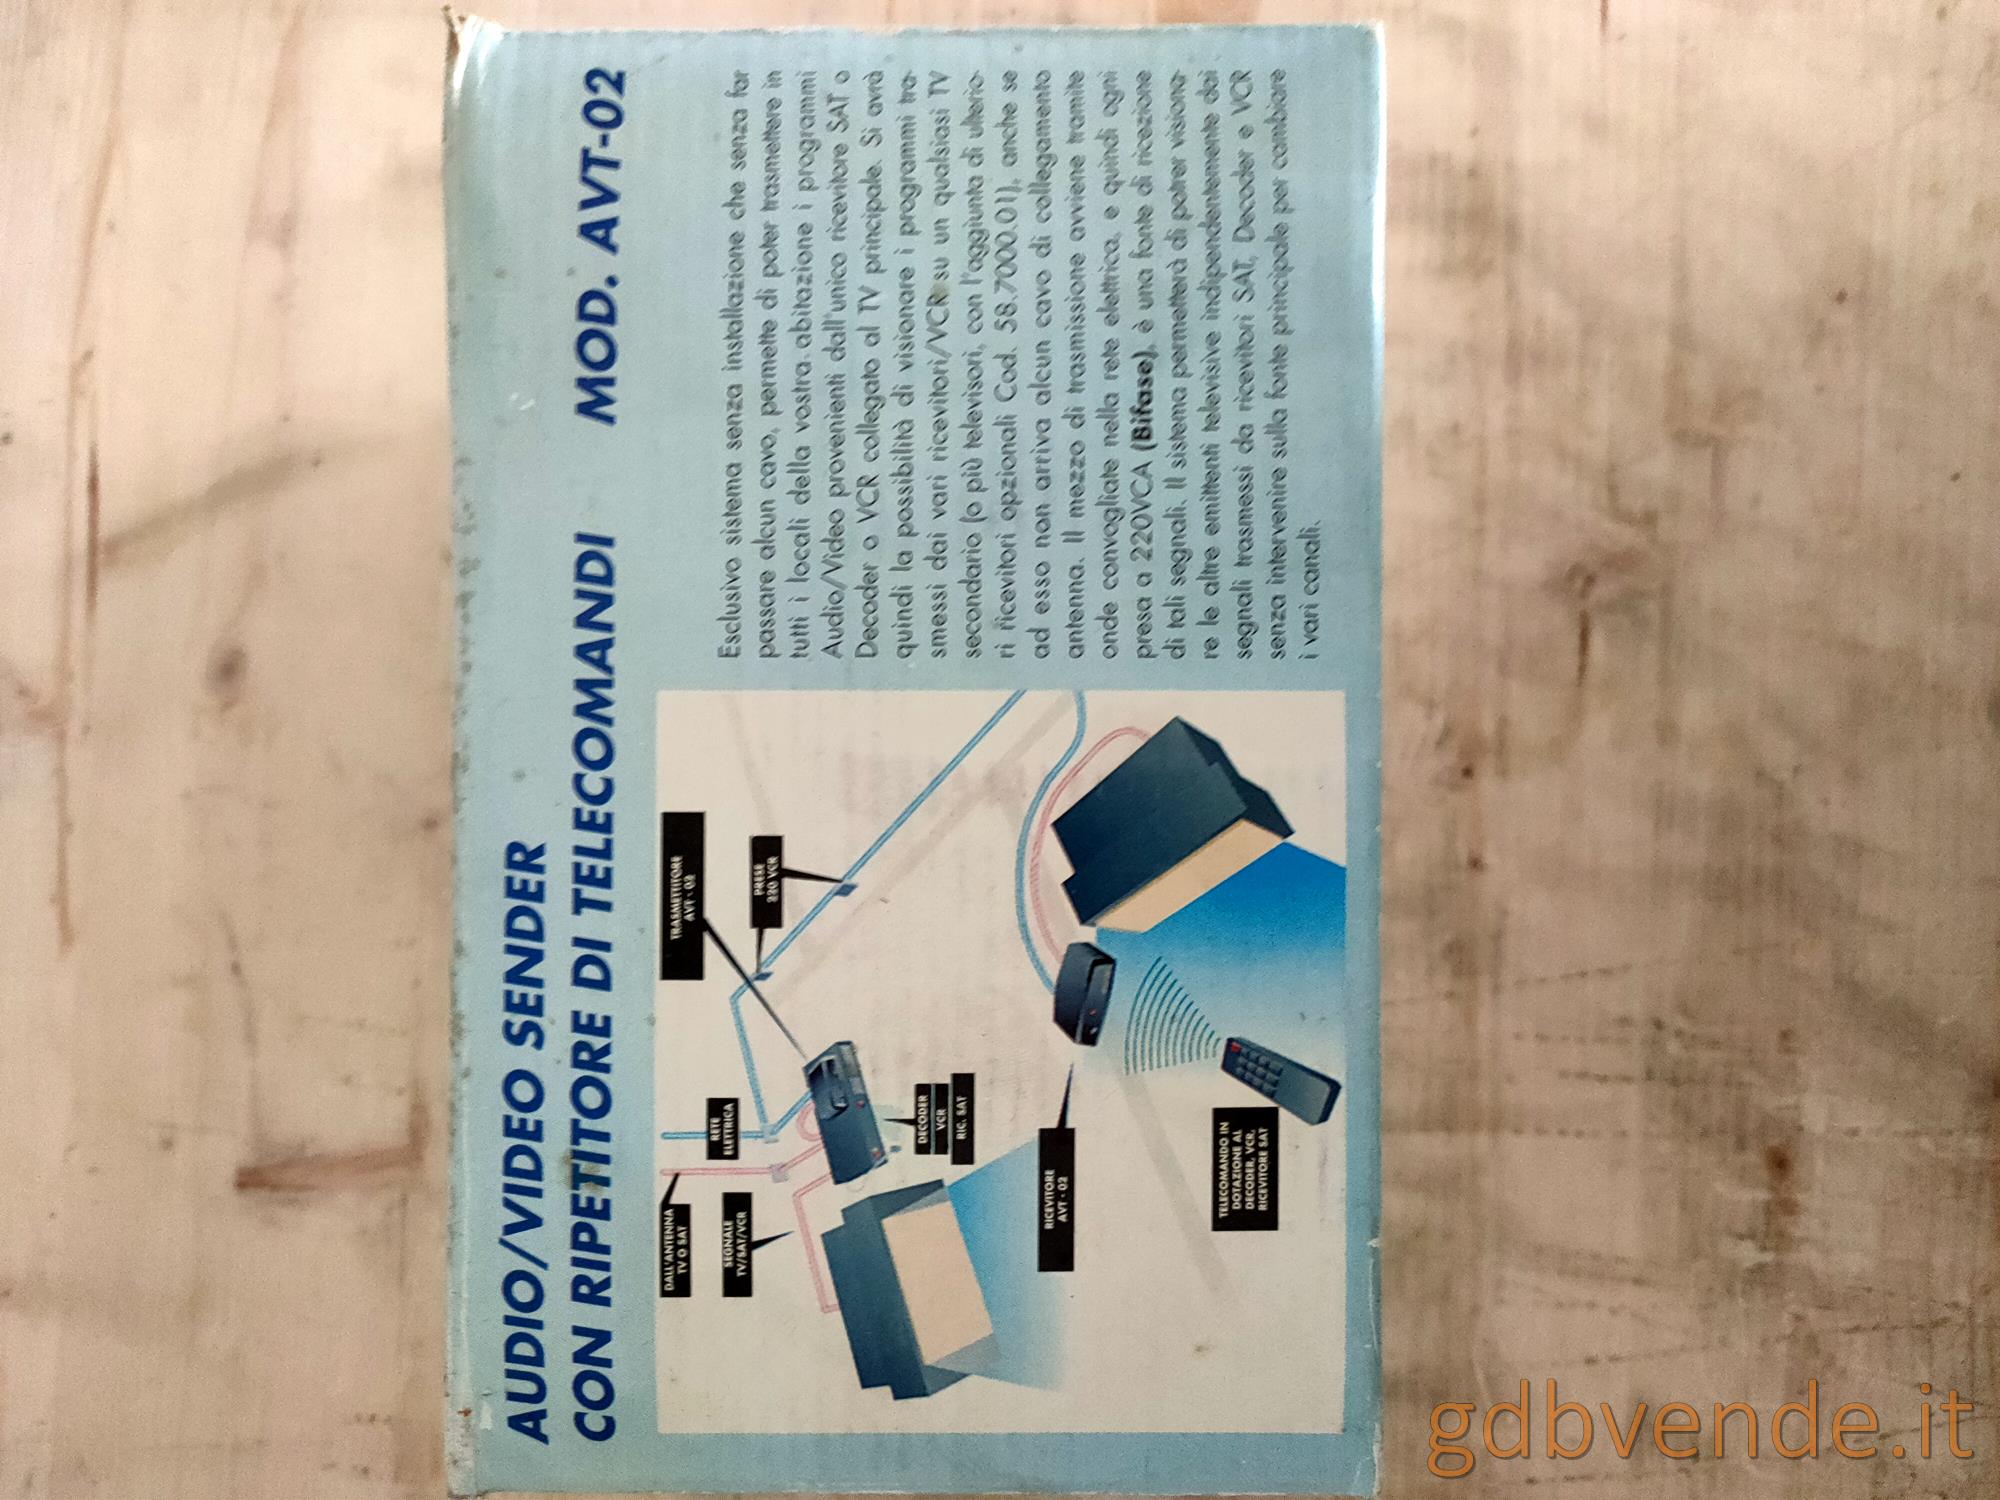 AUDIO/VIDEO SENDER
CON RIPETITORE DI TELECOMANDI MOD. AVT-02
DALL'ANTENNA
TV O SAT
RETE
ELETTRICA
TRASMETTITORE
AVT - 02
SEGNALE
TV/SAT/VCR
PRESE
220 VCR
DECODER
VCR
RIC. SAT
RICEVITORE
AVT - 02
TELECOMANDO IN
DOTAZIONE AL
DECODER, VCR,
RICEVITORE SAT
Esclusivo sistema senza installazione che senza far
passare alcun cavo, permette di poter trasmettere in
tutti i locali della vostra abitazione i programmi
Audio/Video provenienti dall'unico ricevitore SAT o
Decoder o VCR collegato al TV principale. Si avrà
quindi la possibilità di visionare i programmi tra-
smessi dai vari ricevitori/VCR su un qualsiasi TV
secondario (o più televisori, con l'aggiunta di ulterio-
ri ricevitori opzionali Cod. 58.7000.01), anche se
ad esso non arriva alcun cavo di collegamento
antenna. Il mezzo di trasmissione avviene tramite
onde convogliate nella rete elettrica, e quindi ogni
presa a 220VCA (Bifase), è una fonte di ricezione
di tali segnali. Il sistema permetterà di poter visiona-
re le altre emittenti televisive indipendentemente dai
segnali trasmessi da ricevitori SAT, Decoder e VCR
senza intervenire sulla fonte principale per cambiare
i vari canali.
gdbvende.it